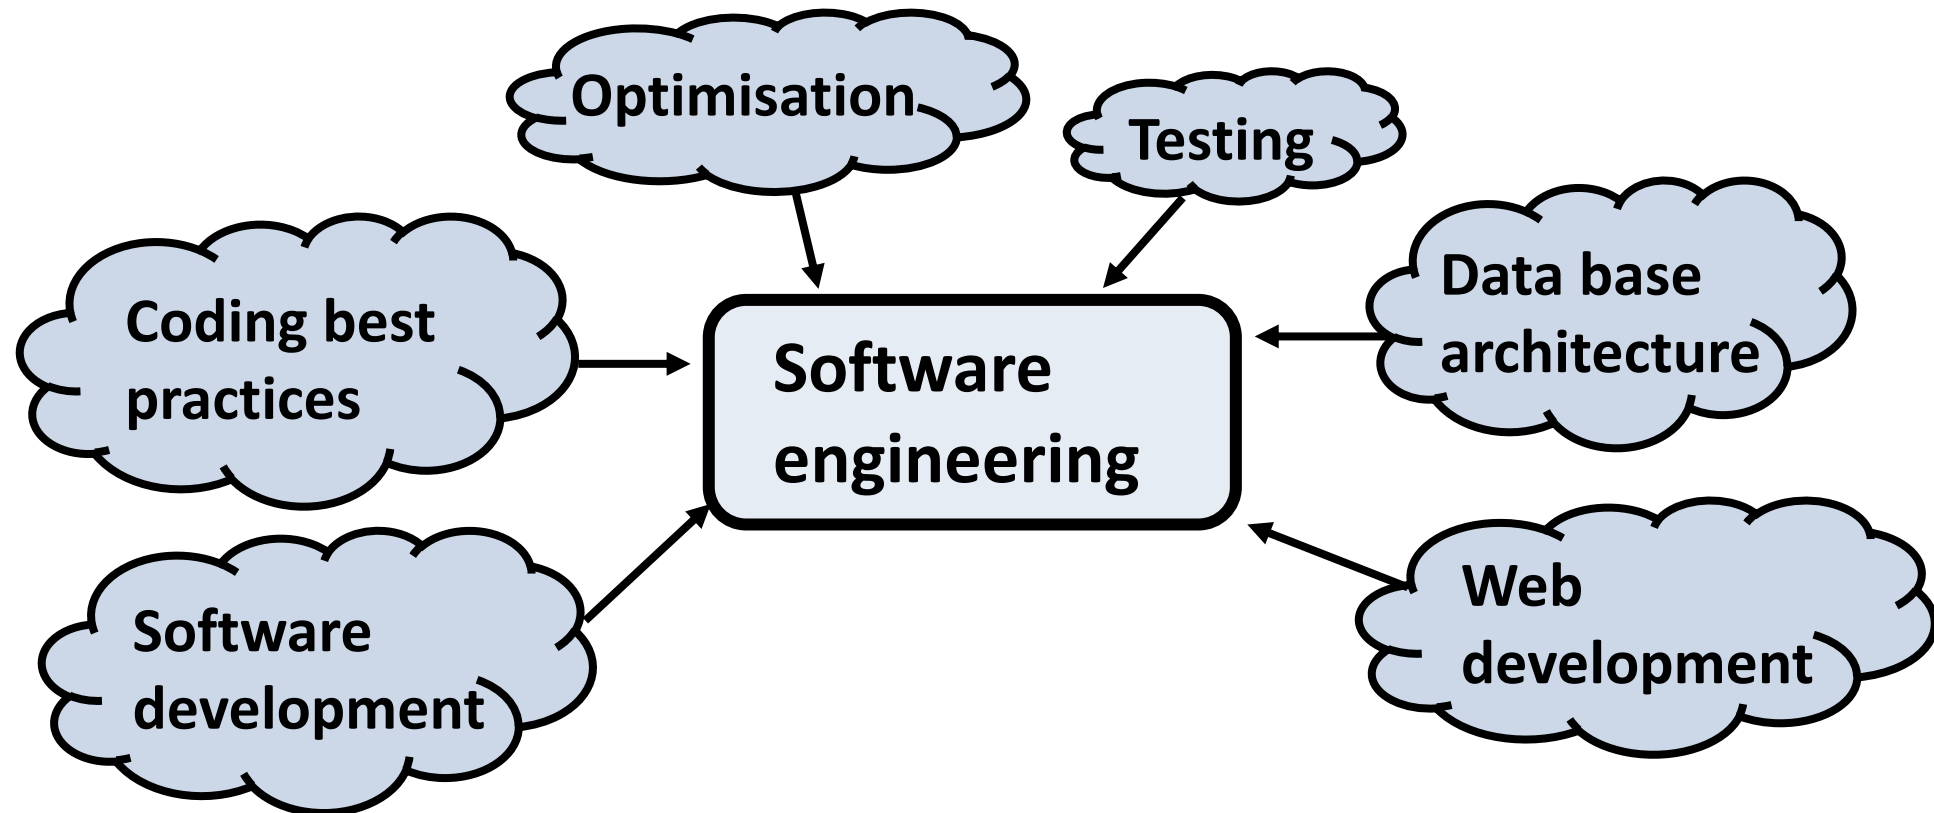 Optimisation
Testing
Coding best
practices
Data base
architecture
Software
engineering
Software
development
Web
development